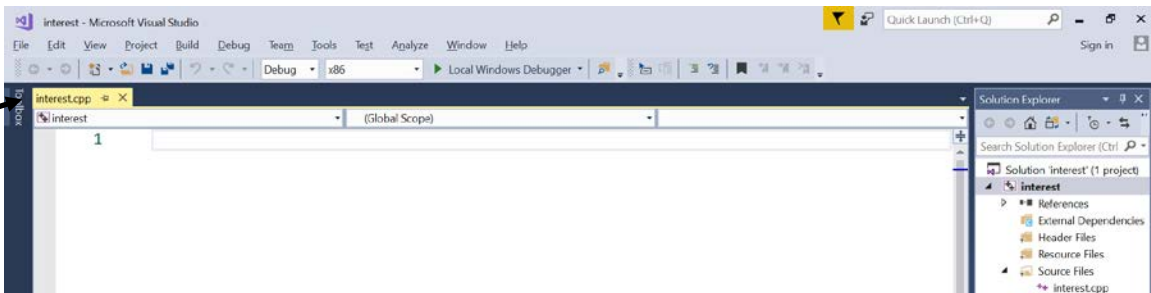 interest - Microsoft Visual Studio
Quick Launch (Ctrl+Q)
File Edit View Project Build Debug Team Tools Test Analyze Window Help
Sign in
Debug x86 Local Windows Debugger
Toolbox
interest.cpp
Solution Explorer
interest (Global Scope)
1
Search Solution Explorer (Ctrl
Solution 'interest' (1 project)
interest
References
External Dependencies
Header Files
Resource Files
Source Files
interest.cpp